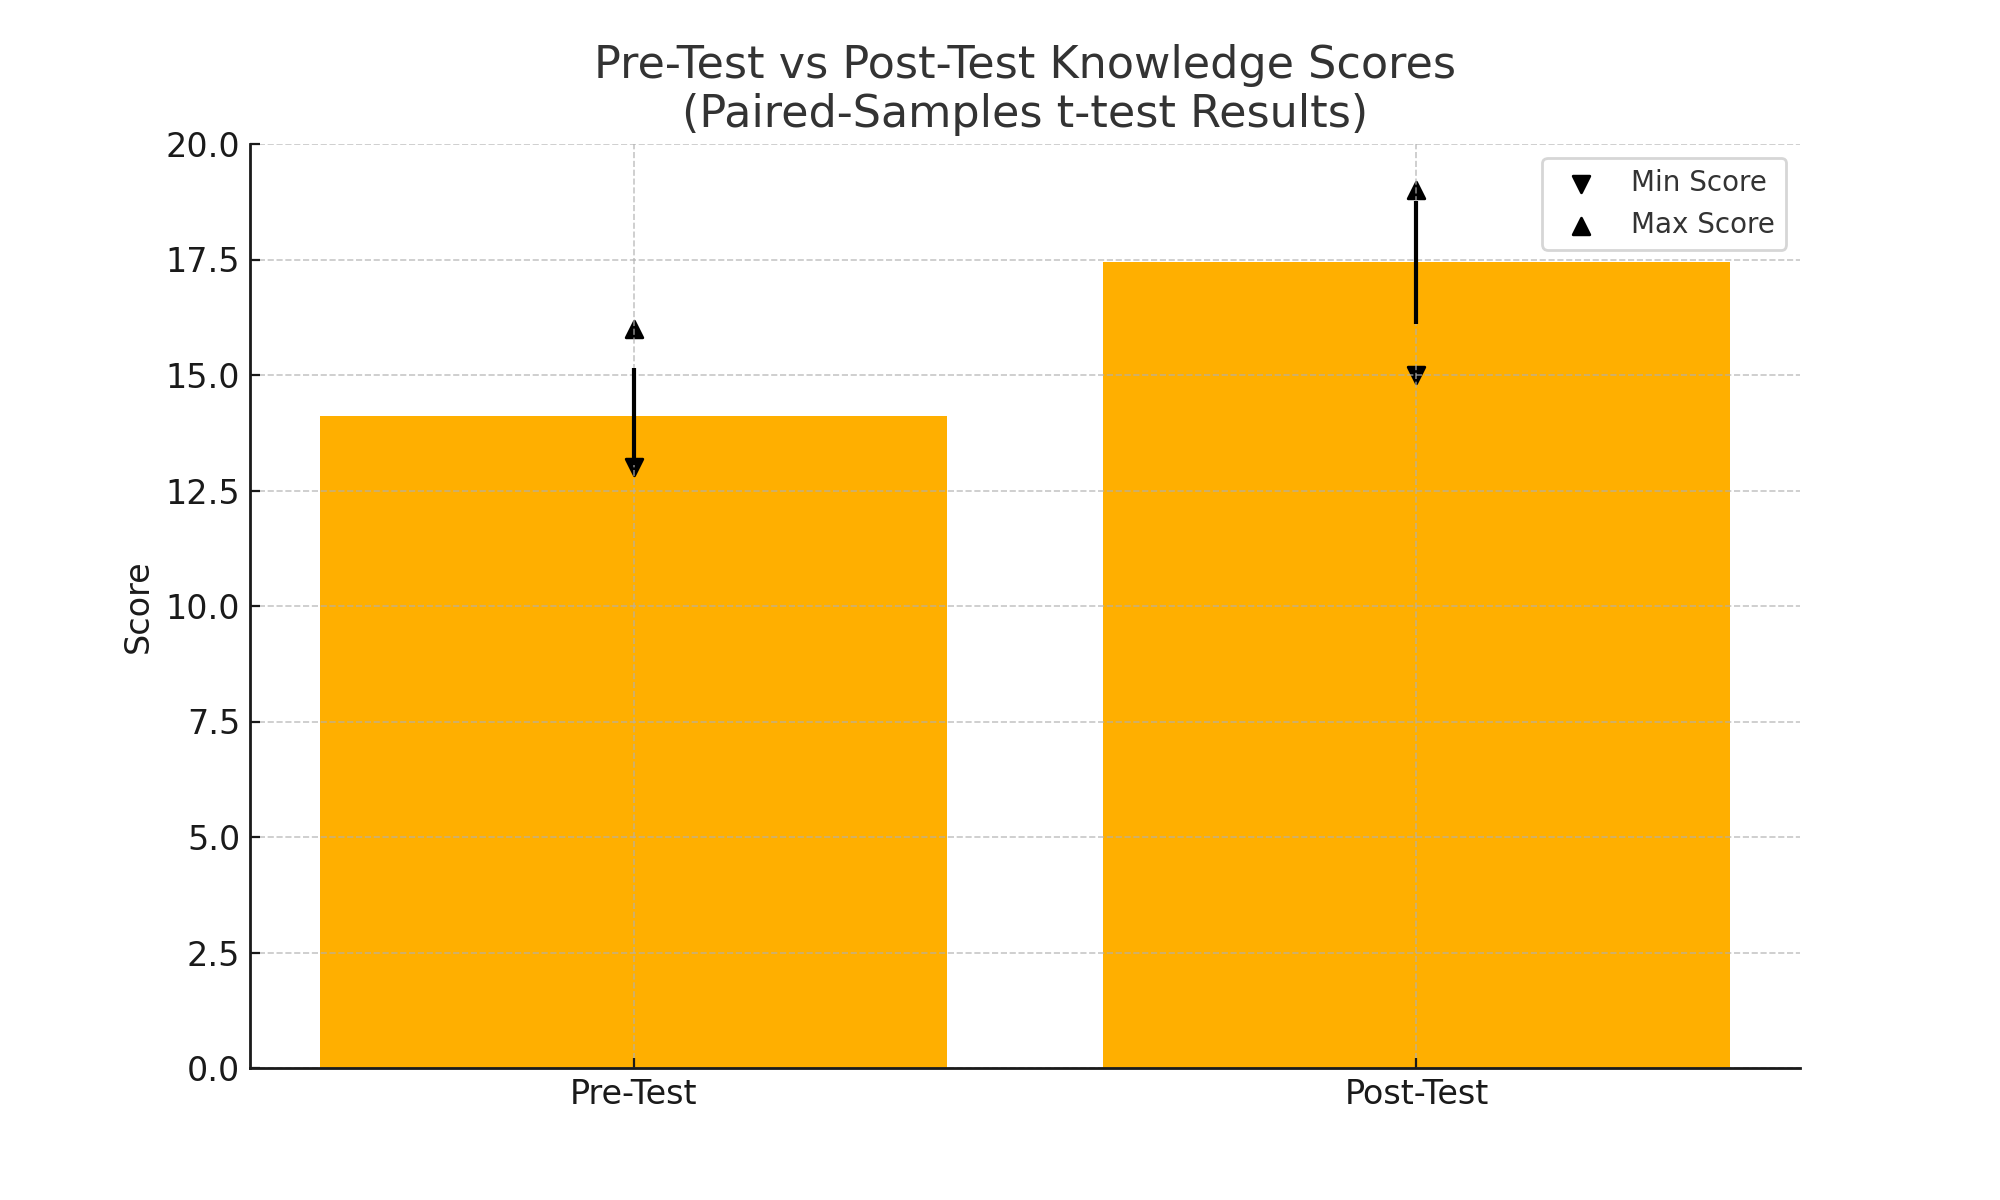 Pre-Test vs Post-Test Knowledge Scores
(Paired-Samples t-test Results)
Min Score
Max Score
20.0
17.5
15.0
12.5
10.0
7.5
5.0
2.5
0.0
Score
Pre-Test
Post-Test